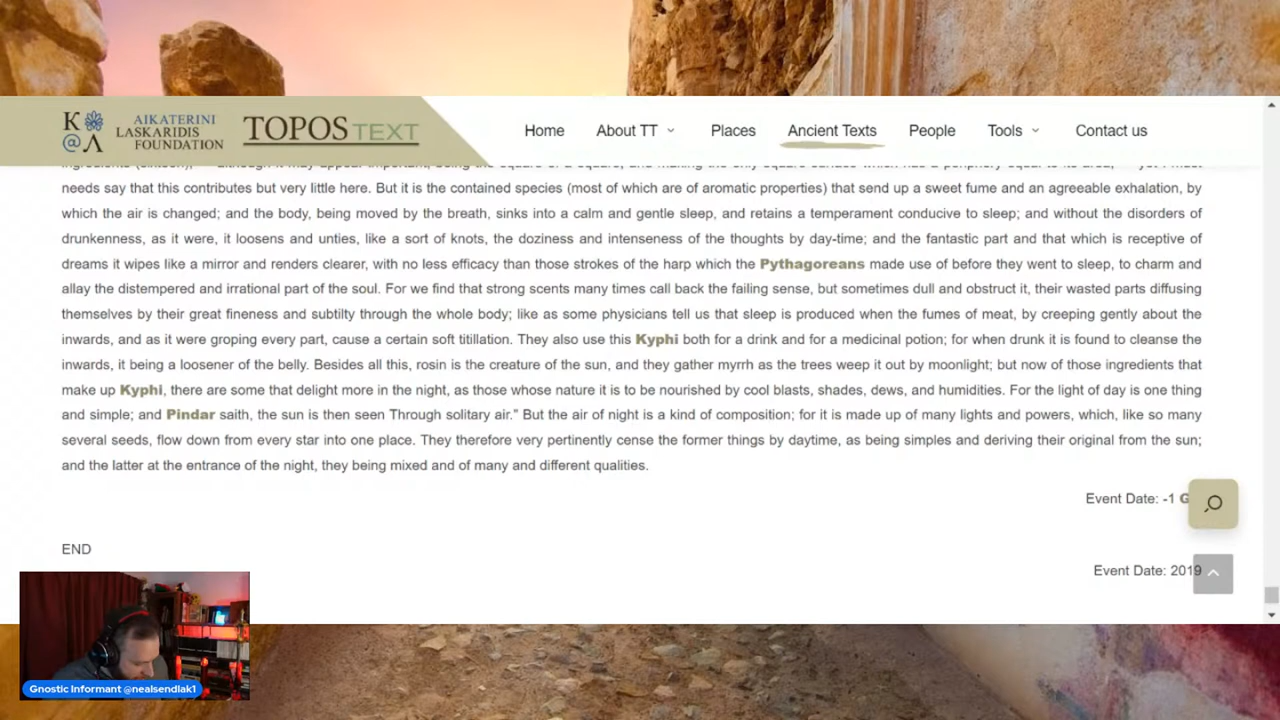 K
@Λ
AIKATERINI
LASKARIDIS
FOUNDATION
TOPOS TEXT
Home
About TT
Places
Ancient Texts
People
Tools
Contact us
needs say that this contributes but very little here. But it is the contained species (most of which are of aromatic properties) that send up a sweet fume and an agreeable exhalation, by
which the air is changed; and the body, being moved by the breath, sinks into a calm and gentle sleep, and retains a temperament conducive to sleep; and without the disorders of
drunkenness, as it were, it loosens and unties, like a sort of knots, the doziness and intenseness of the thoughts by day-time; and the fantastic part and that which is receptive of
dreams it wipes like a mirror and renders clearer, with no less efficacy than those strokes of the harp which the Pythagoreans made use of before they went to sleep, to charm and
allay the distempered and irrational part of the soul. For we find that strong scents many times call back the failing sense, but sometimes dull and obstruct it, their wasted parts diffusing
themselves by their great fineness and subtilty through the whole body; like as some physicians tell us that sleep is produced when the fumes of meat, by creeping gently about the
inwards, and as it were groping every part, cause a certain soft titillation. They also use this Kyphi both for a drink and for a medicinal potion; for when drunk it is found to cleanse the
inwards, it being a loosener of the belly. Besides all this, rosin is the creature of the sun, and they gather myrrh as the trees weep it out by moonlight; but now of those ingredients that
make up Kyphi, there are some that delight more in the night, as those whose nature it is to be nourished by cool blasts, shades, dews, and humidities. For the light of day is one thing
and simple; and Pindar saith, the sun is then seen Through solitary air.” But the air of night is a kind of composition; for it is made up of many lights and powers, which, like so many
several seeds, flow down from every star into one place. They therefore very pertinently cense the former things by daytime, as being simples and deriving their original from the sun;
and the latter at the entrance of the night, they being mixed and of many and different qualities.
Event Date: -1 G
END
Event Date: 2019
Gnostic Informant @nealsendlak1